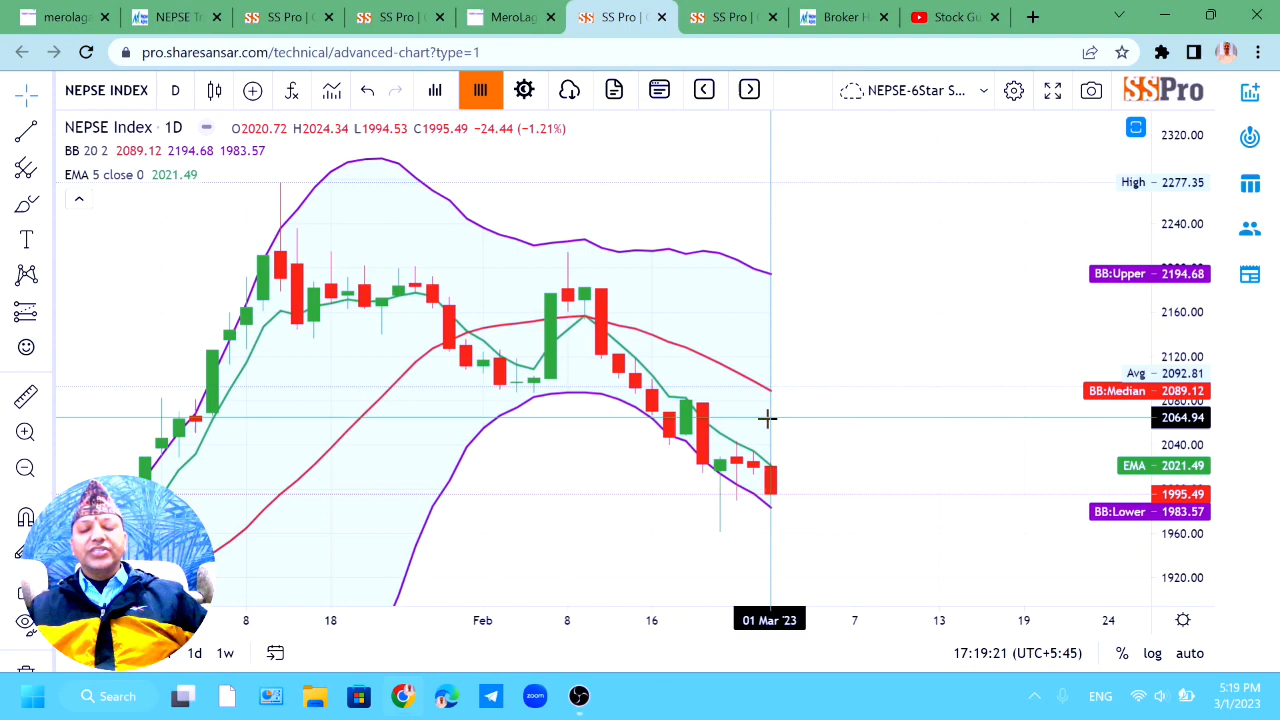 merolaga
NEPSE Tr
SS Pro |
SS Pro |
MeroLag
SS Pro |
SS Pro |
Broker H
Stock Gu
pro.sharesansar.com/technical/advanced-chart?type=1
NEPSE INDEX D
NEPSE-6Star S...
SSPro
NEPSE Index · 1D O2020.72 H2024.34 L1994.53 C1995.49 −24.44 (−1.21%)
BB 20 2 2089.12 2194.68 1983.57
EMA 5 close 0 2021.49
2320.00
High 2277.35
2240.00
BB:Upper 2194.68
2160.00
2120.00
Avg 2092.81
BB:Median 2089.12
2080.00
2064.94
2040.00
EMA 2021.49
1995.49
BB:Lower 1983.57
1960.00
1920.00
8 18 Feb 8 16 01 Mar '23 7 13 19 24
1d 1w
17:19:21 (UTC+5:45) % log auto
Search
zoom
ENG
5:19 PM
3/1/2023